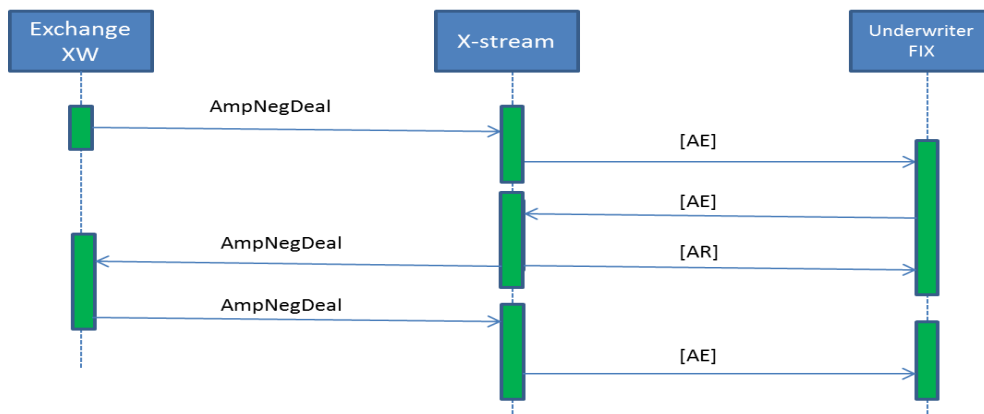 Exchange
XW
X-stream
Underwriter
FIX
AmpNegDeal
[AE]
[AE]
AmpNegDeal
[AR]
AmpNegDeal
[AE]